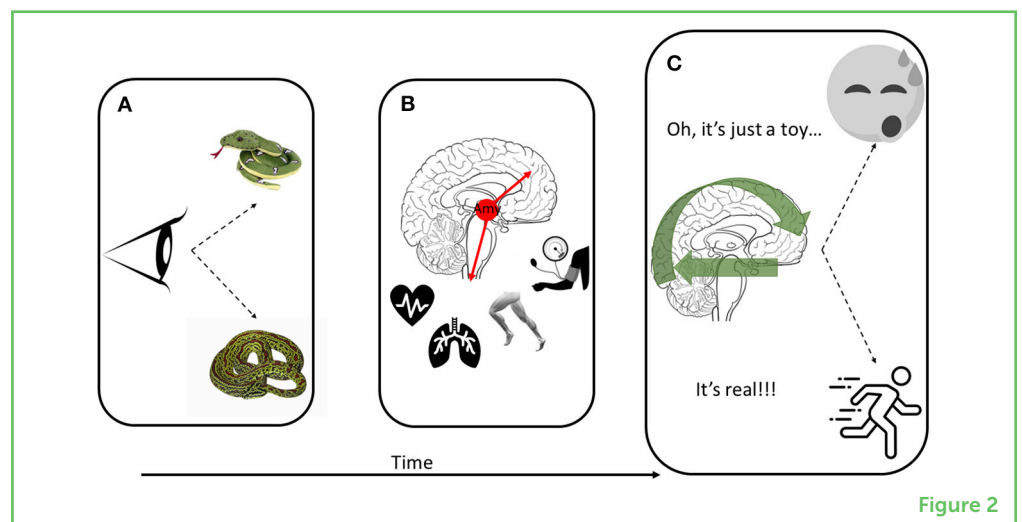 A
B
C
Oh, it's just a toy...
Amy
It's real!!!
Time
Figure 2